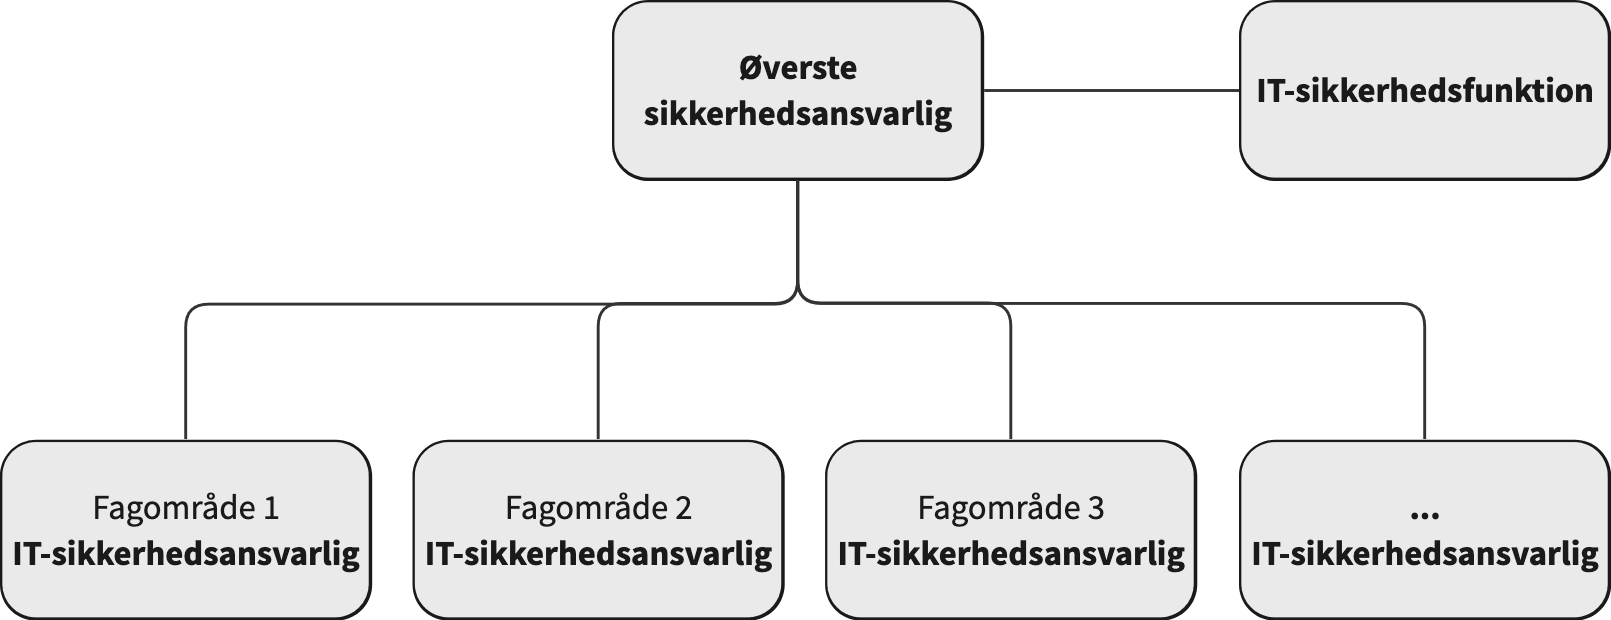 Øverste
sikkerhedsansvarlig
IT-sikkerhedsfunktion
Fagområde 1
IT-sikkerhedsansvarlig
Fagområde 2
IT-sikkerhedsansvarlig
Fagområde 3
IT-sikkerhedsansvarlig
...
IT-sikkerhedsansvarlig